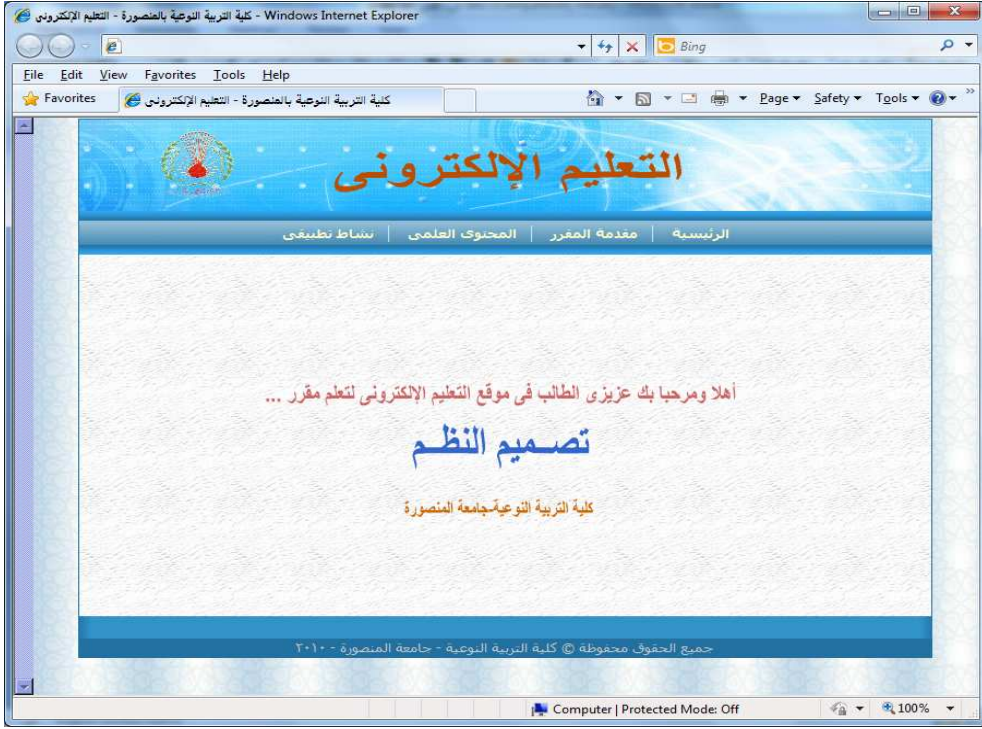 كلية التربية النوعية بالمنصورة - التعليم الإلكترونى - Windows Internet Explorer
Bing
File Edit View Favorites Tools Help
Favorites كلية التربية النوعية بالمنصورة - التعليم الإلكترونى Page Safety Tools
التعليم الإلكترونى
الرئيسية | مقدمة المقرر | المحتوى العلمى | نشاط تطبيقى
أهلا ومرحبا بك عزيزى الطالب فى موقع التعليم الإلكترونى لتعلم مقرر ...
تصــميم النظــم
كلية التربية النوعية-جامعة المنصورة
جميع الحقوق محفوظة © كلية التربية النوعية - جامعة المنصورة - ٢٠١٠
Computer | Protected Mode: Off 100%